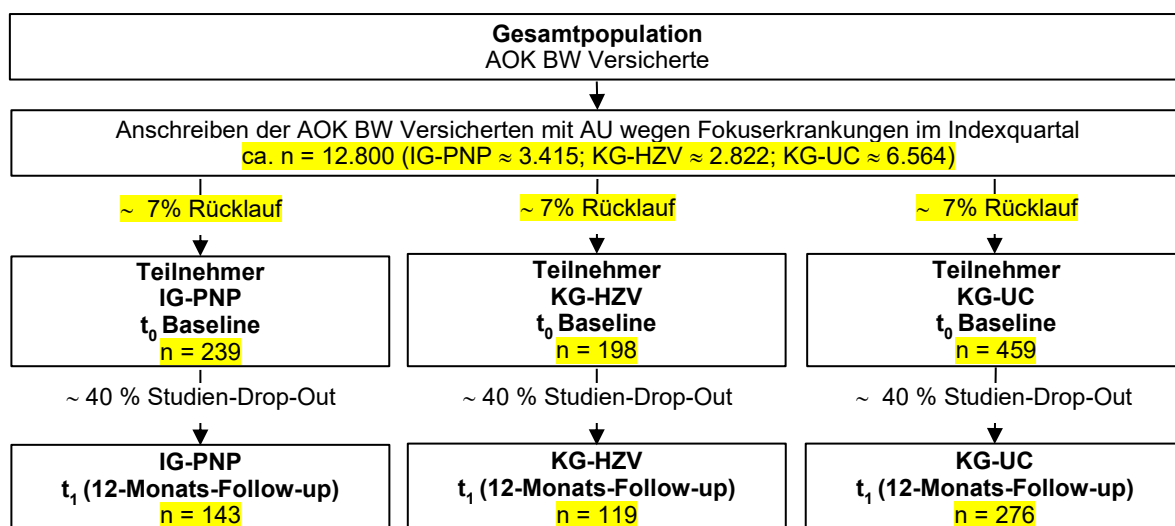 Gesamtpopulation
AOK BW Versicherte
Anschreiben der AOK BW Versicherten mit AU wegen Fokuserkrankungen im Indexquartal
ca. n = 12.800 (IG-PNP ≈ 3.415; KG-HZV ≈ 2.822; KG-UC ≈ 6.564)
~ 7% Rücklauf
~ 7% Rücklauf
~ 7% Rücklauf
Teilnehmer
IG-PNP
t₀ Baseline
n = 239
Teilnehmer
KG-HZV
t₀ Baseline
n = 198
Teilnehmer
KG-UC
t₀ Baseline
n = 459
~ 40 % Studien-Drop-Out
~ 40 % Studien-Drop-Out
~ 40 % Studien-Drop-Out
IG-PNP
t₁ (12-Monats-Follow-up)
n = 143
KG-HZV
t₁ (12-Monats-Follow-up)
n = 119
KG-UC
t₁ (12-Monats-Follow-up)
n = 276